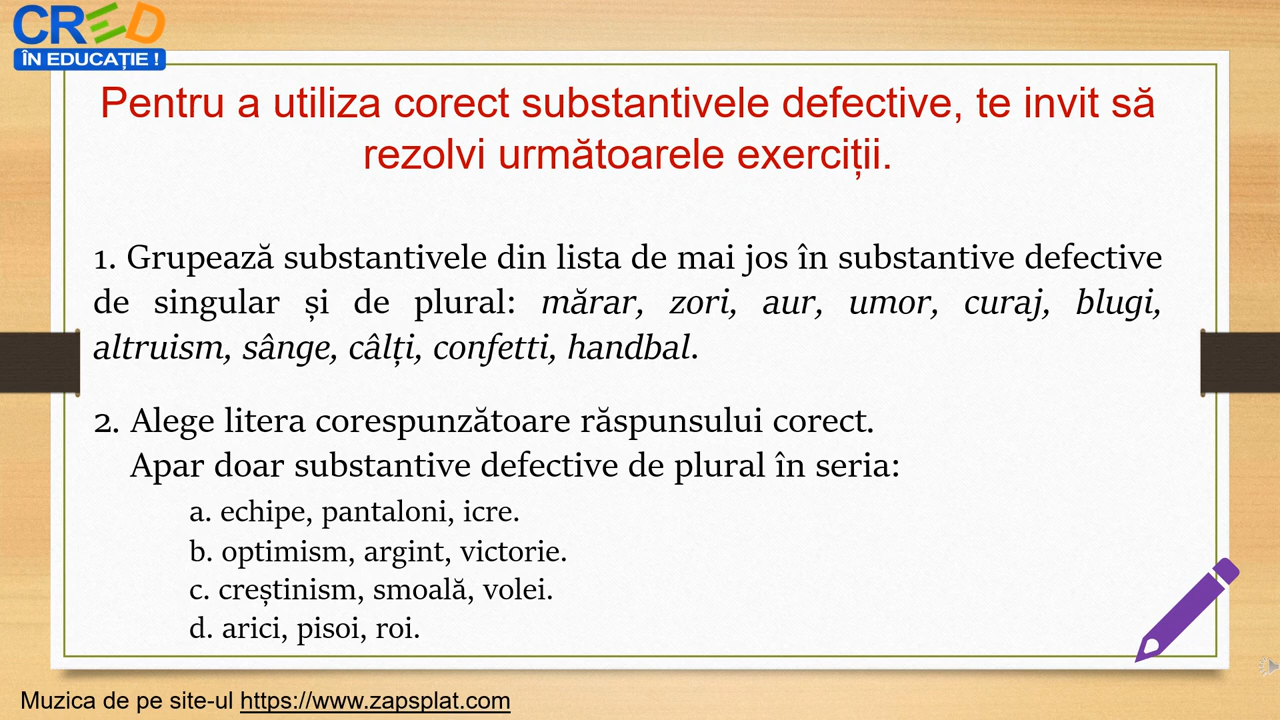 CRED
ÎN EDUCAȚIE !
Pentru a utiliza corect substantivele defective, te invit să
rezolvi următoarele exerciții.
1. Grupează substantivele din lista de mai jos în substantive defective
de singular și de plural: mărar, zori, aur, umor, curaj, blugi,
altruism, sânge, câlți, confetti, handbal.
2. Alege litera corespunzătoare răspunsului corect.
Apar doar substantive defective de plural în seria:
a. echipe, pantaloni, icre.
b. optimism, argint, victorie.
c. creștinism, smoală, volei.
d. arici, pisoi, roi.
Muzica de pe site-ul https://www.zapsplat.com